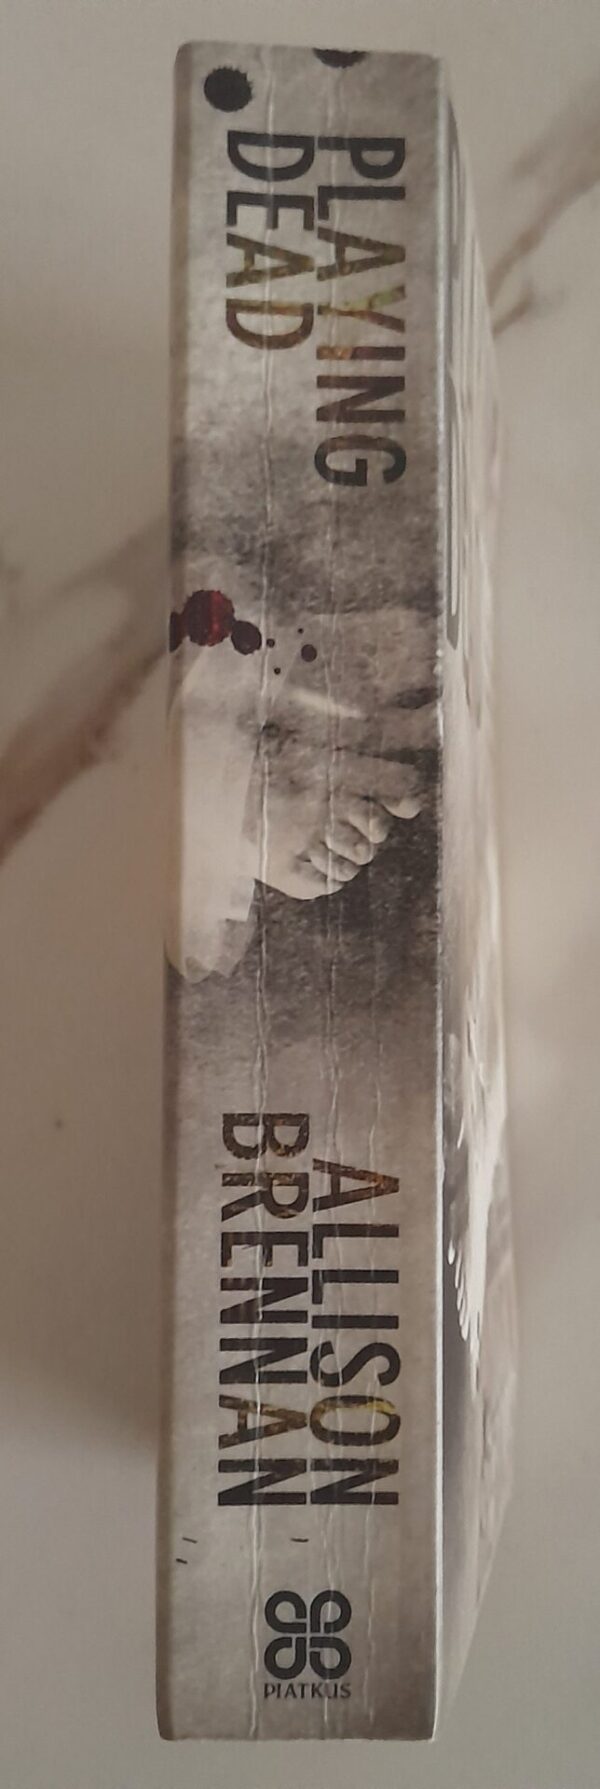 PLAYING
DEAD
ALLISON
BRENNAN
PIATKUS